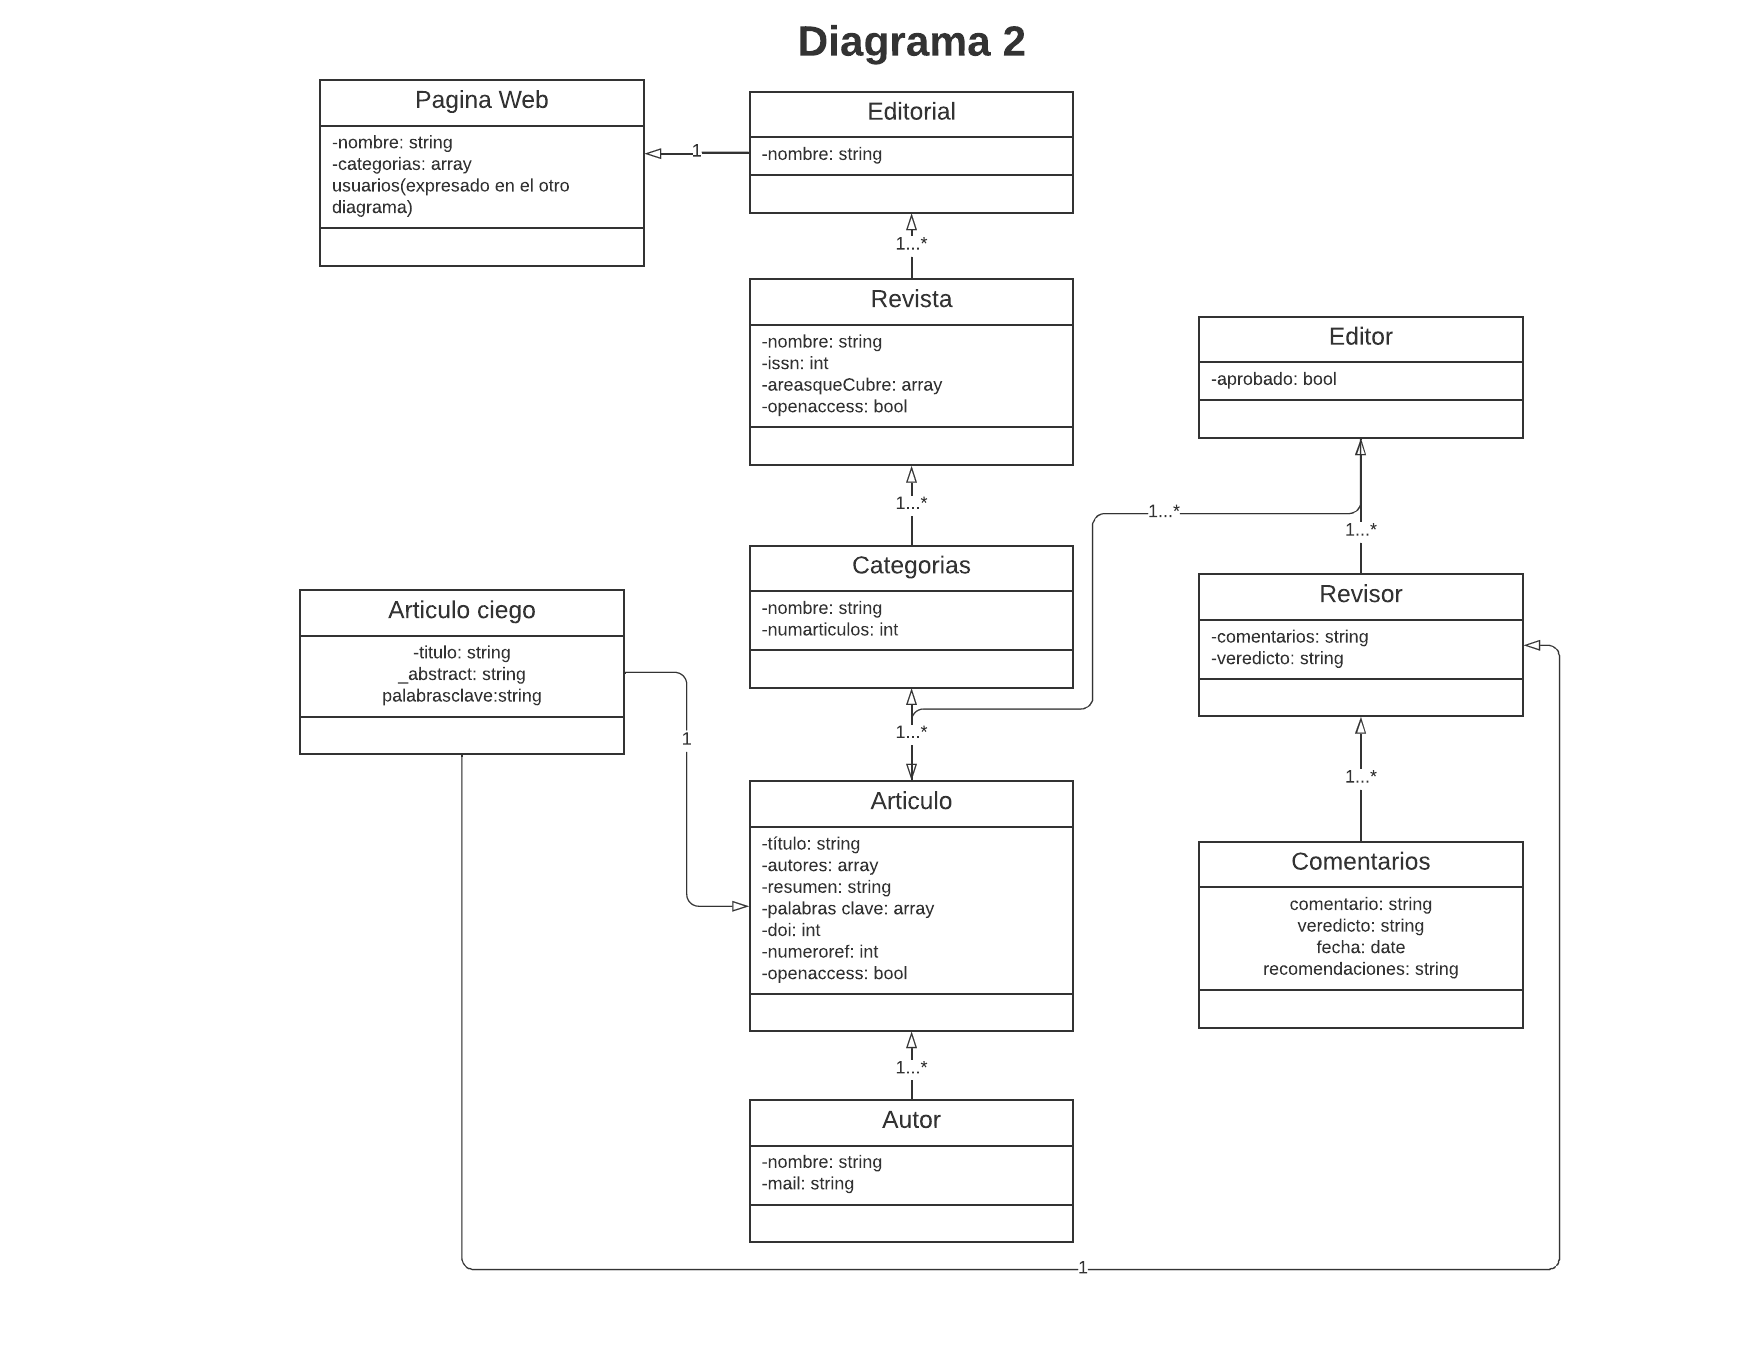 Diagrama 2
Pagina Web
-nombre: string
-categorias: array
usuarios(expresado en el otro
diagrama)
1
Editorial
-nombre: string
1...*
Revista
-nombre: string
-issn: int
-areasqueCubre: array
-openaccess: bool
1...*
Editor
-aprobado: bool
1...*
1...*
Categorias
-nombre: string
-numarticulos: int
1...*
Revisor
-comentarios: string
-veredicto: string
1...*
Articulo ciego
-titulo: string
_abstract: string
palabrasclave:string
1
Articulo
-título: string
-autores: array
-resumen: string
-palabras clave: array
-doi: int
-numeroref: int
-openaccess: bool
1...*
Comentarios
comentario: string
veredicto: string
fecha: date
recomendaciones: string
Autor
-nombre: string
-mail: string
1